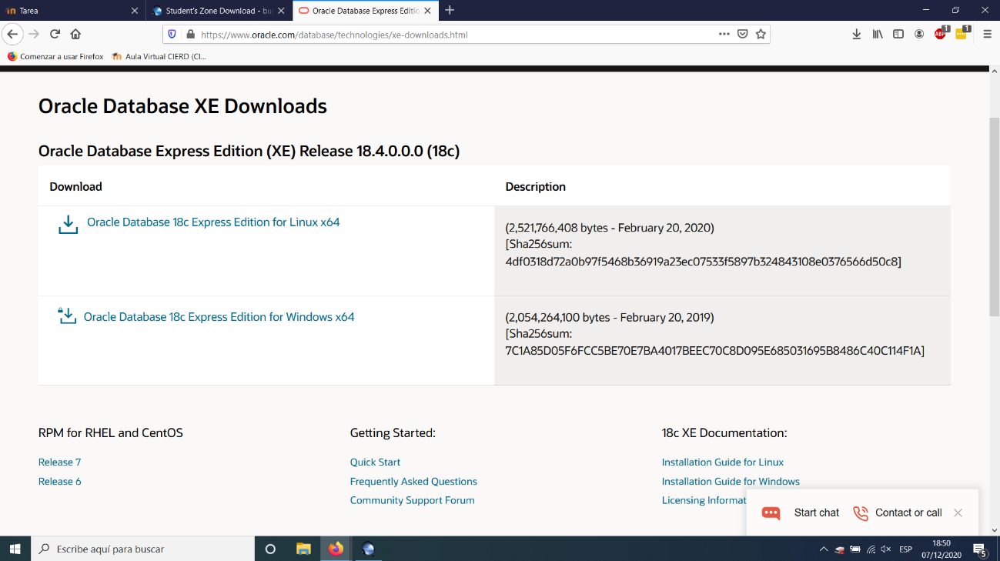 Tarea
Student's Zone Download - bu
Oracle Database Express Editio
https://www.oracle.com/database/technologies/xe-downloads.html
ABP
1
1
Comenzar a usar Firefox
Aula Virtual CIERD (CI...
Oracle Database XE Downloads
Oracle Database Express Edition (XE) Release 18.4.0.0.0 (18c)
Download
Description
Oracle Database 18c Express Edition for Linux x64
(2,521,766,408 bytes - February 20, 2020)
[Sha256sum:
4df0318d72a0b97f5468b36919a23ec07533f5897b324843108e0376566d50c8]
Oracle Database 18c Express Edition for Windows x64
(2,054,264,100 bytes - February 20, 2019)
[Sha256sum:
7C1A85D05F6FCC5BE70E7BA4017BEEC70C8D095E685031695B8486C40C114F1A]
RPM for RHEL and CentOS
Release 7
Release 6
Getting Started:
Quick Start
Frequently Asked Questions
Community Support Forum
18c XE Documentation:
Installation Guide for Linux
Installation Guide for Windows
Licensing Informat
Start chat
Contact or call
Escribe aquí para buscar
ESP
18:50
07/12/2020
5